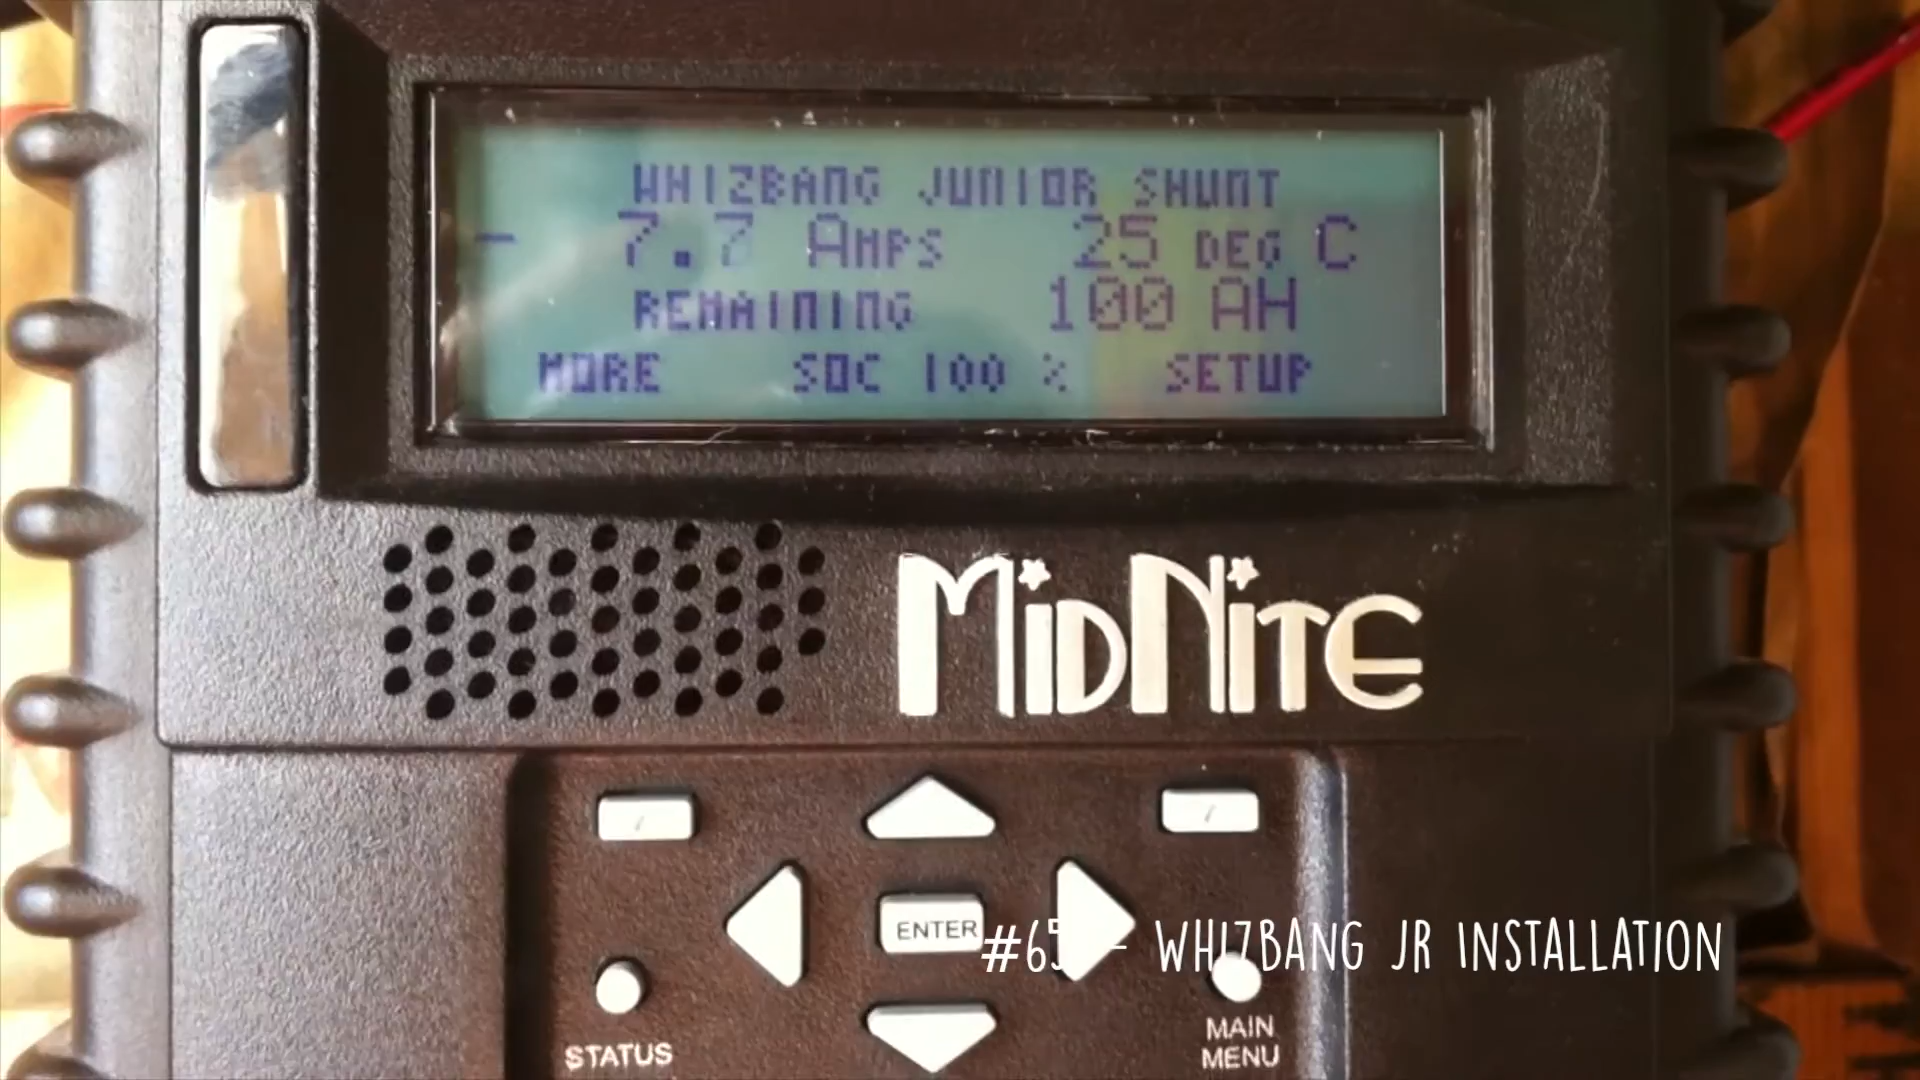 WHIZBANG JUNIOR SHUNT
- 7.7 AMPS 25 DEG C
REMAINING 100 AH
MORE SOC 100 % SETUP
MIDNITE
ENTER
#65 - WHIZBANG JR INSTALLATION
STATUS
MAIN
MENU